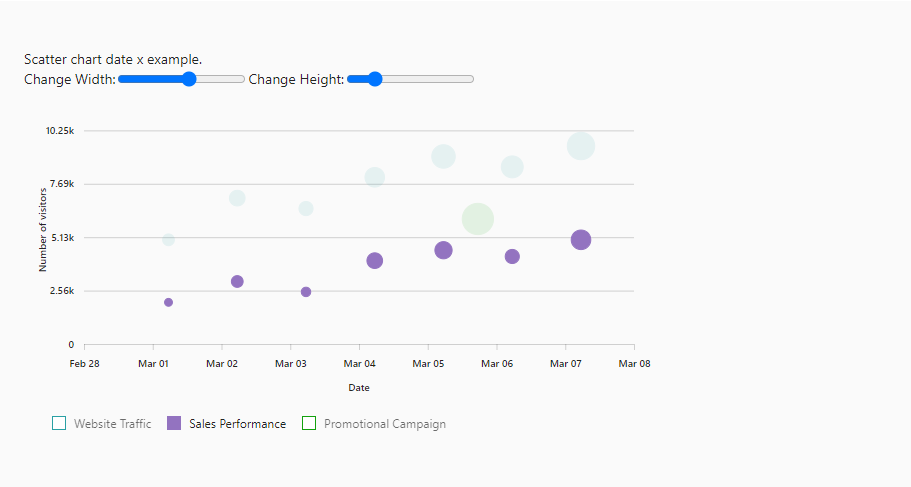 Scatter chart date x example.
Change Width: Change Height:
10.25k
7.69k
5.13k
2.56k
0
Number of visitors
Feb 28 Mar 01 Mar 02 Mar 03 Mar 04 Mar 05 Mar 06 Mar 07 Mar 08
Date
Website Traffic Sales Performance Promotional Campaign